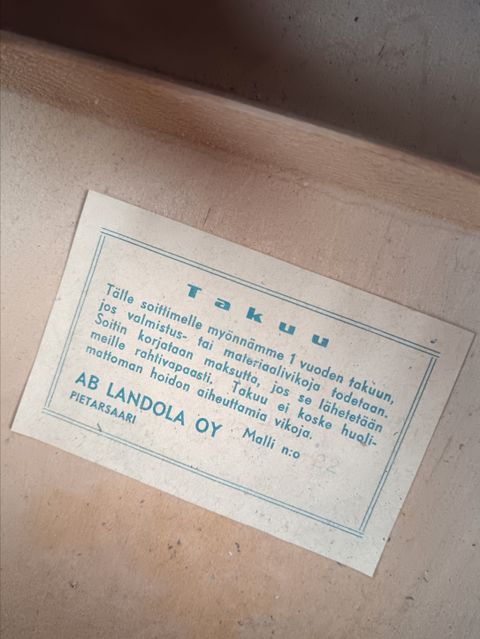 Takuu
Tälle soittimelle myönnämme 1 vuoden takuun,
jos valmistus- tai materiaalivikoja todetaan.
Soitin korjataan maksutta, jos se lähetetään
meille rahtivapaasti. Takuu ei koske huoli-
mattoman hoidon aiheuttamia vikoja.
AB LANDOLA OY Malli n:o 22
PIETARSAARI